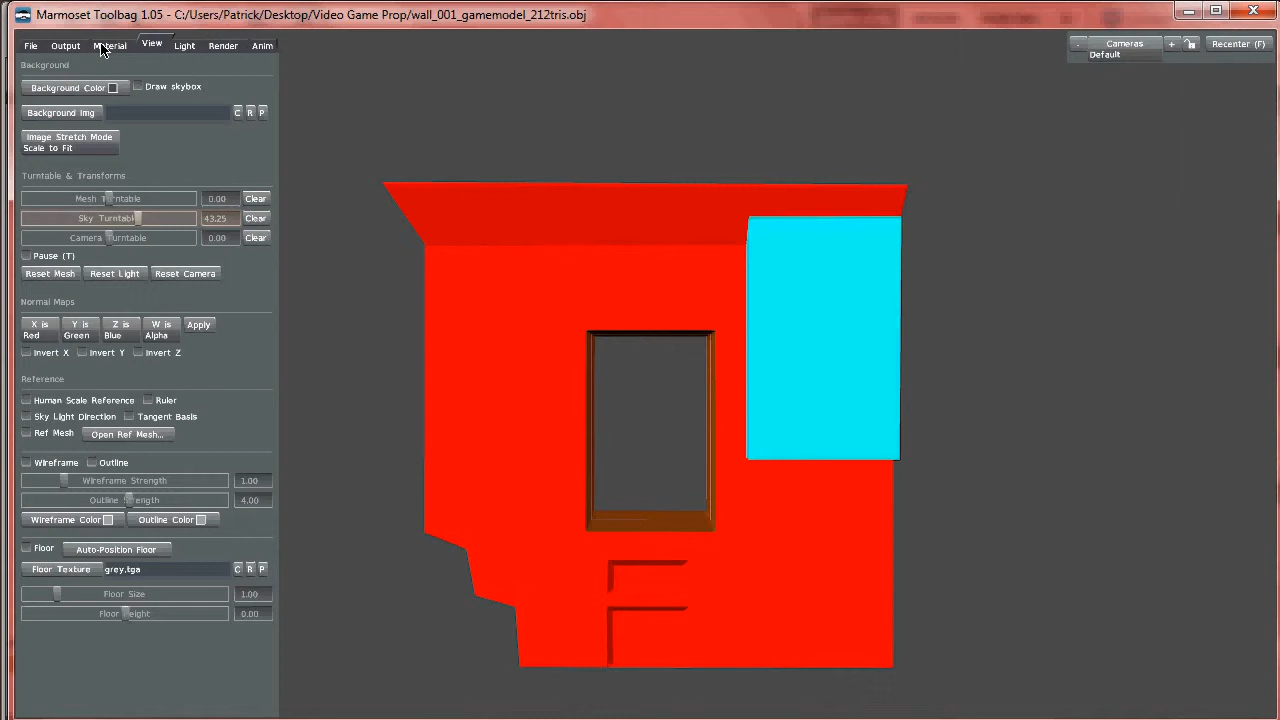 Marmoset Toolbag 1.05 - C:/Users/Patrick/Desktop/Video Game Prop/wall_001_gamemodel_212tris.obj
File Output Material View Light Render Anim
- Cameras + Recenter (F)
Default
Background
Background Color Draw skybox
Background Img C R P
Image Stretch Mode
Scale to Fit
Turntable & Transforms
Mesh Turntable 0.00 Clear
Sky Turntable 43.25 Clear
Camera Turntable 0.00 Clear
Pause (T)
Reset Mesh Reset Light Reset Camera
Normal Maps
X is Y is Z is W is Apply
Red Green Blue Alpha
Invert X Invert Y Invert Z
Reference
Human Scale Reference Ruler
Sky Light Direction Tangent Basis
Ref Mesh Open Ref Mesh...
Wireframe Outline
Wireframe Strength 1.00
Outline Strength 4.00
Wireframe Color Outline Color
Floor Auto-Position Floor
Floor Texture grey.tga C R P
Floor Size 1.00
Floor Height 0.00